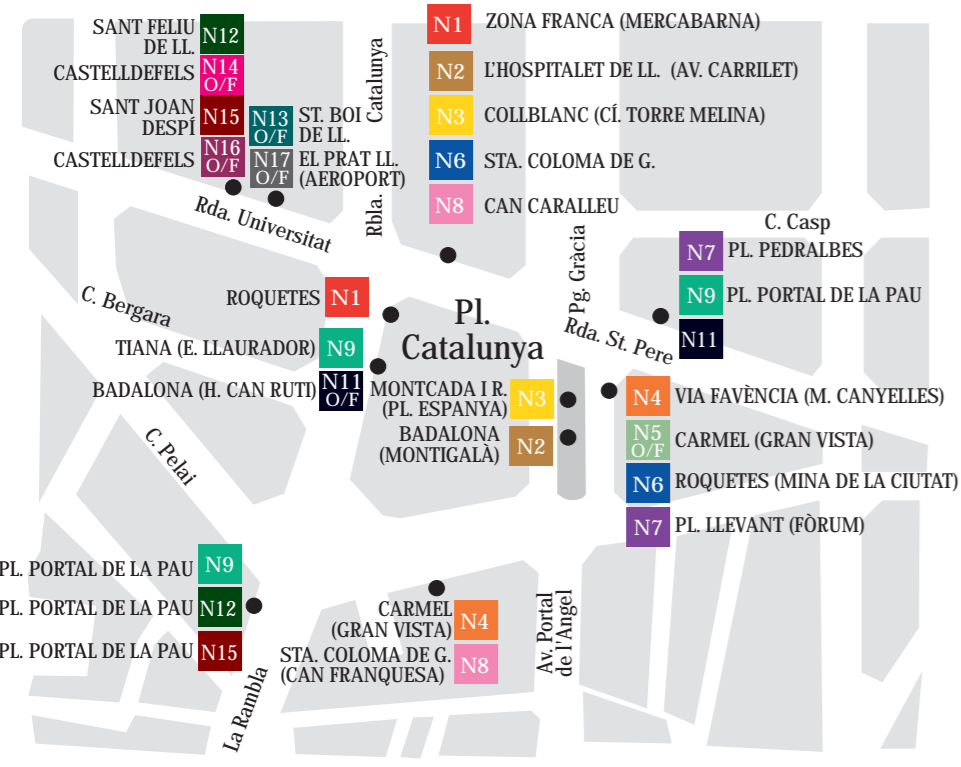 SANT FELIU
DE LL.
N12
CASTELLDEFELS
N14
O/F
SANT JOAN
DESPÍ
N15
CASTELLDEFELS
N16
O/F
N13
O/F
ST. BOI
DE LL.
N17
O/F
EL PRAT LL.
(AEROPORT)
Rda. Universitat
Rbla. Catalunya
N1 ZONA FRANCA (MERCABARNA)
N2 L'HOSPITALET DE LL. (AV. CARRILET)
N3 COLLBLANC (CÍ. TORRE MELINA)
N6 STA. COLOMA DE G.
N8 CAN CARALLEU
Pg. Gràcia
C. Casp
N7 PL. PEDRALBES
N9 PL. PORTAL DE LA PAU
N11
Rda. St. Pere
C. Bergara
ROQUETES N1
TIANA (E. LLAURADOR) N9
BADALONA (H. CAN RUTI) N11
O/F
Pl.
Catalunya
MONTCADA I R.
(PL. ESPANYA)
N3
BADALONA
(MONTIGALÀ)
N2
N4 VIA FAVÈNCIA (M. CANYELLES)
N5
O/F
CARMEL (GRAN VISTA)
N6 ROQUETES (MINA DE LA CIUTAT)
N7 PL. LLEVANT (FÒRUM)
C. Pelai
PL. PORTAL DE LA PAU N9
PL. PORTAL DE LA PAU N12
PL. PORTAL DE LA PAU N15
La Rambla
CARMEL
(GRAN VISTA)
N4
STA. COLOMA DE G.
(CAN FRANQUESA)
N8
Av. Portal
de l'Angel